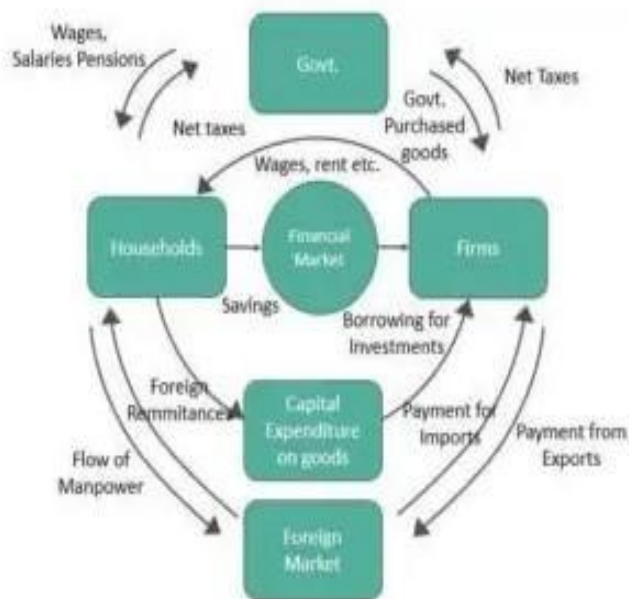 Wages,
Salaries Pensions
Govt.
Net Taxes
Net taxes
Govt.
Purchased
goods
Wages, rent etc.
Households
Financial
Market
Firms
Savings
Borrowing for
Investments
Foreign
Remmitances
Capital
Expenditure
on goods
Payment for
Imports
Payment from
Exports
Flow of
Manpower
Foreign
Market